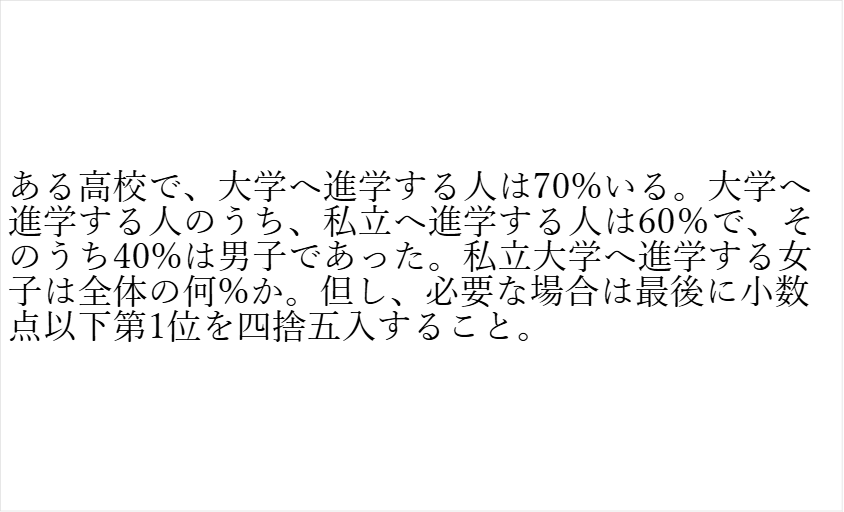 ある高校で、大学へ進学する人は70%いる。大学へ
進学する人のうち、私立へ進学する人は60%で、そ
のうち40%は男子であった。私立大学へ進学する女
子は全体の何%か。但し、必要な場合は最後に小数
点以下第1位を四捨五入すること。